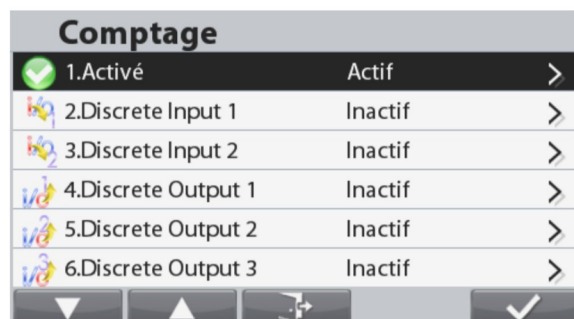 Comptage
1.Activé Actif
2.Discrete Input 1 Inactif
3.Discrete Input 2 Inactif
4.Discrete Output 1 Inactif
5.Discrete Output 2 Inactif
6.Discrete Output 3 Inactif